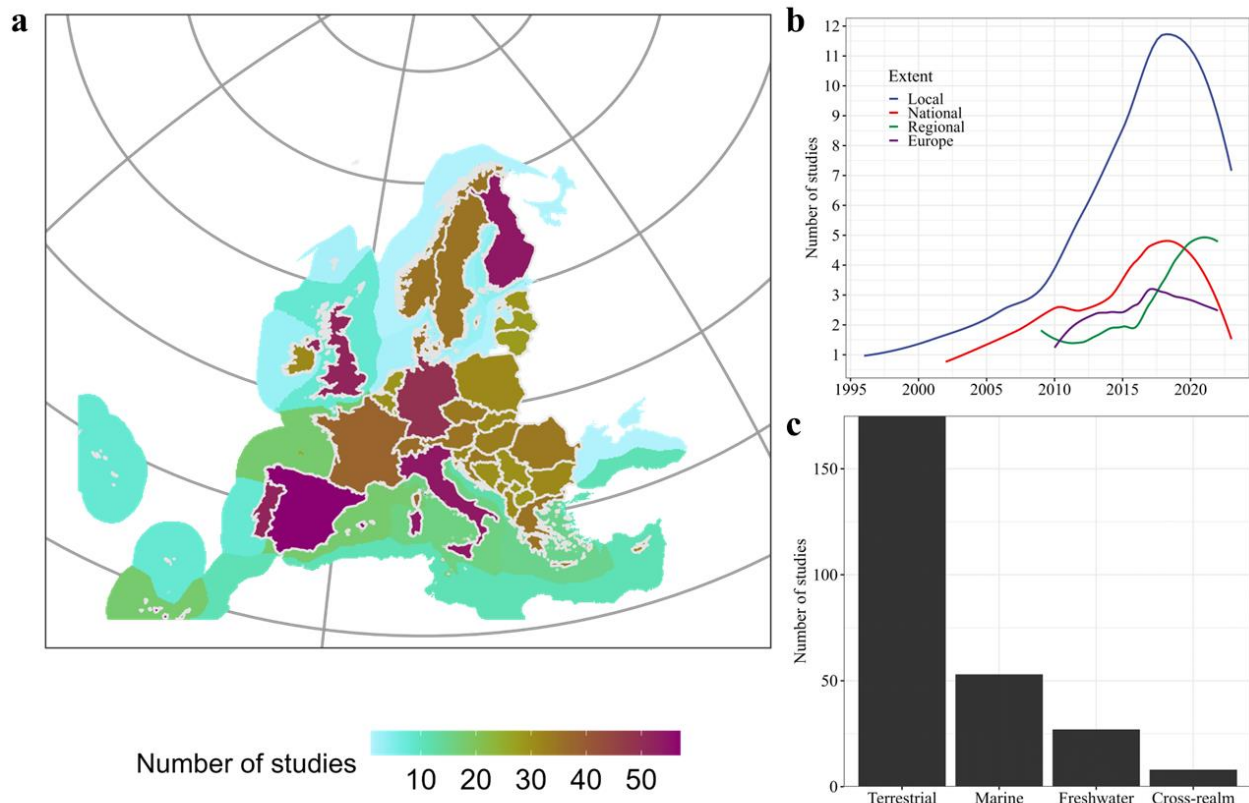 a
Number of studies
10 20 30 40 50
b
Number of studies
12
11
10
9
8
7
6
5
4
3
2
1
Extent
Local
National
Regional
Europe
1995 2000 2005 2010 2015 2020
c
Number of studies
150
100
50
0
Terrestrial Marine Freshwater Cross-realm